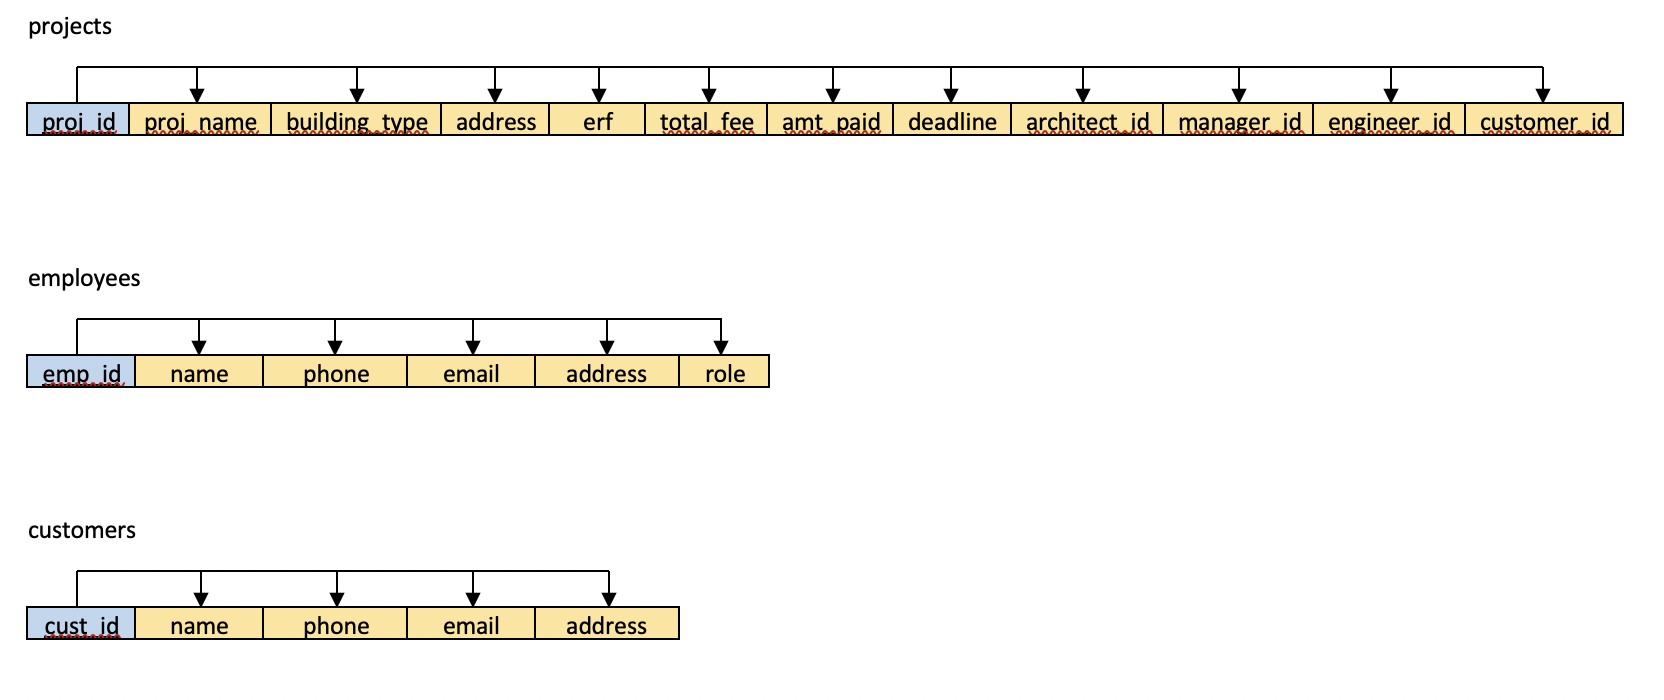 projects
proj_id proj_name building_type address erf total_fee amt_paid deadline architect_id manager_id engineer_id customer_id
employees
emp_id name phone email address role
customers
cust_id name phone email address